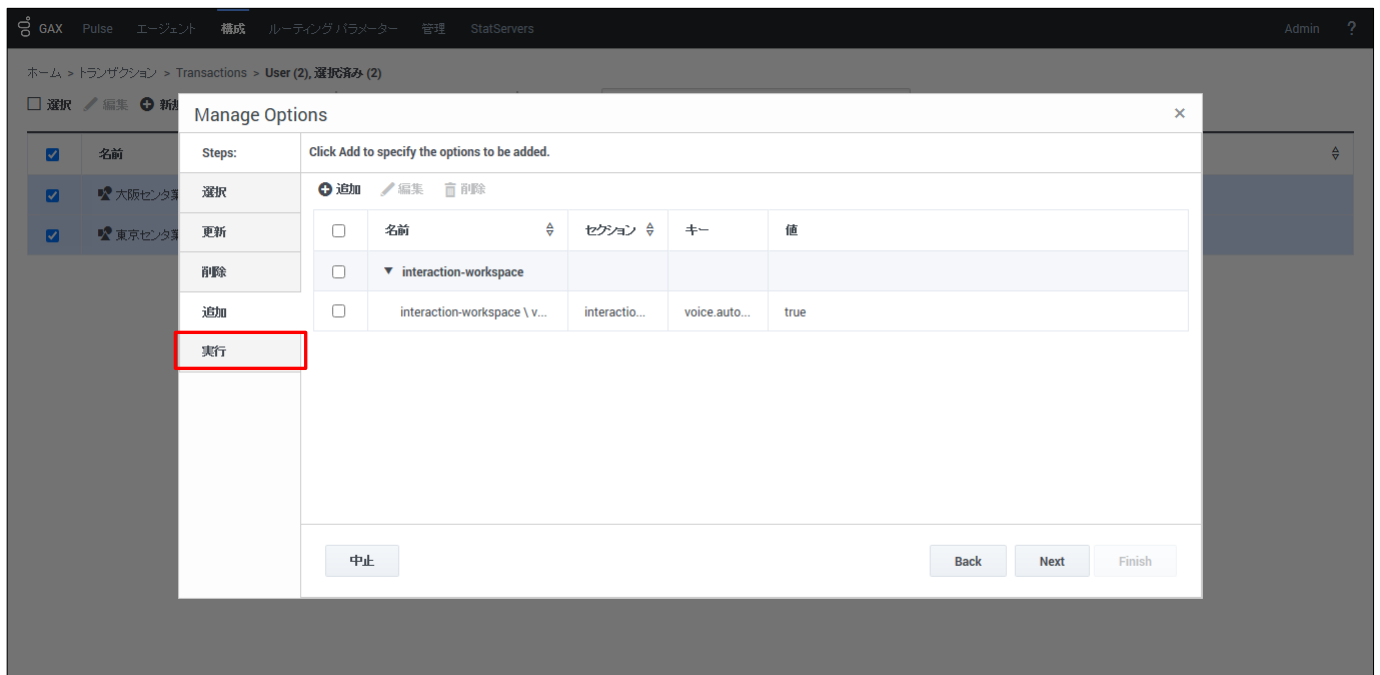 GAX Pulse エージェント 構成 ルーティング パラメーター 管理 StatServers Admin ?
ホーム > トランザクション > Transactions > User (2), 選択済み (2)
選択 編集 新規
Manage Options ×
名前
Steps:
Click Add to specify the options to be added.
大阪センタ業
東京センタ業
選択
更新
削除
追加
実行
追加 編集 削除
名前 セクション キー 値
▼ interaction-workspace
interaction-workspace \ v... interactio... voice.auto... true
中止 Back Next Finish